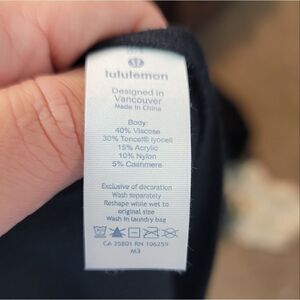 lululemon
Designed in
Vancouver
Made in China
Body:
40% Viscose
30% Tencel® lyocell
15% Acrylic
10% Nylon
5% Cashmere
Exclusive of decoration
Wash separately
Reshape while wet to
original size
Wash in laundry bag
CA 35801 RN 106259
M3